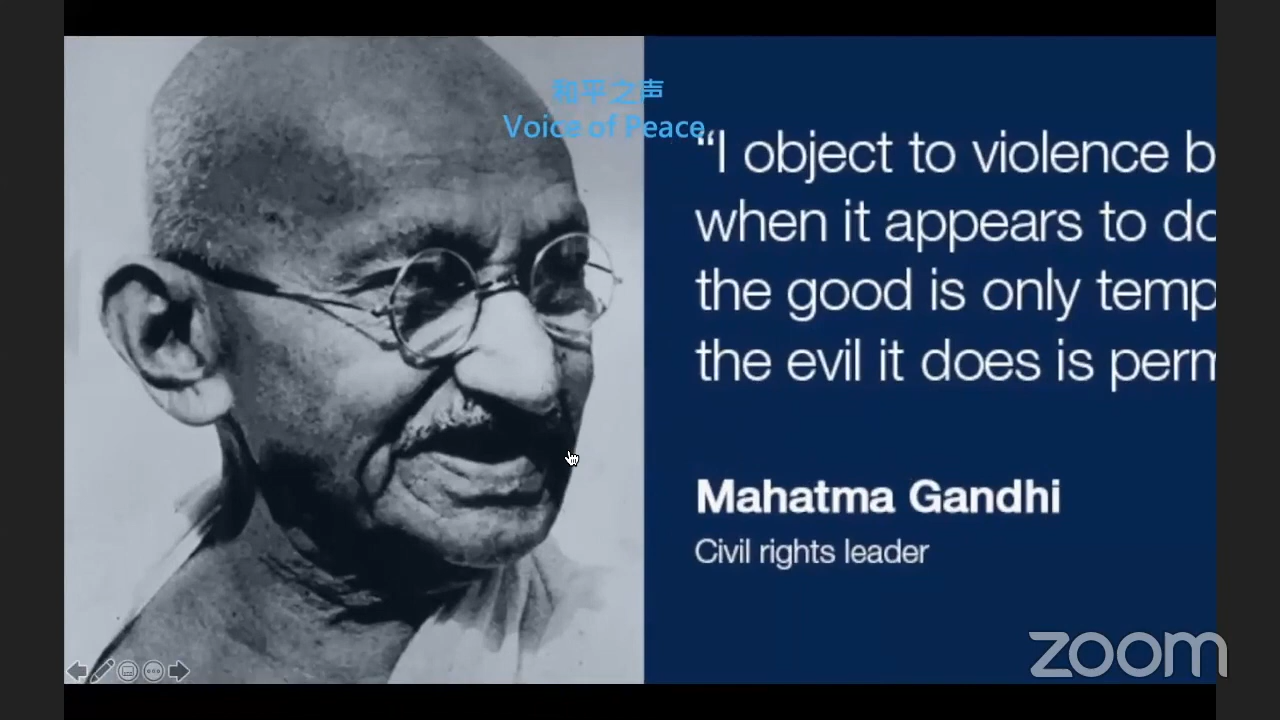 和平之声
Voice of Peace
“I object to violence b
when it appears to do
the good is only temp
the evil it does is perm
Mahatma Gandhi
Civil rights leader
zoom